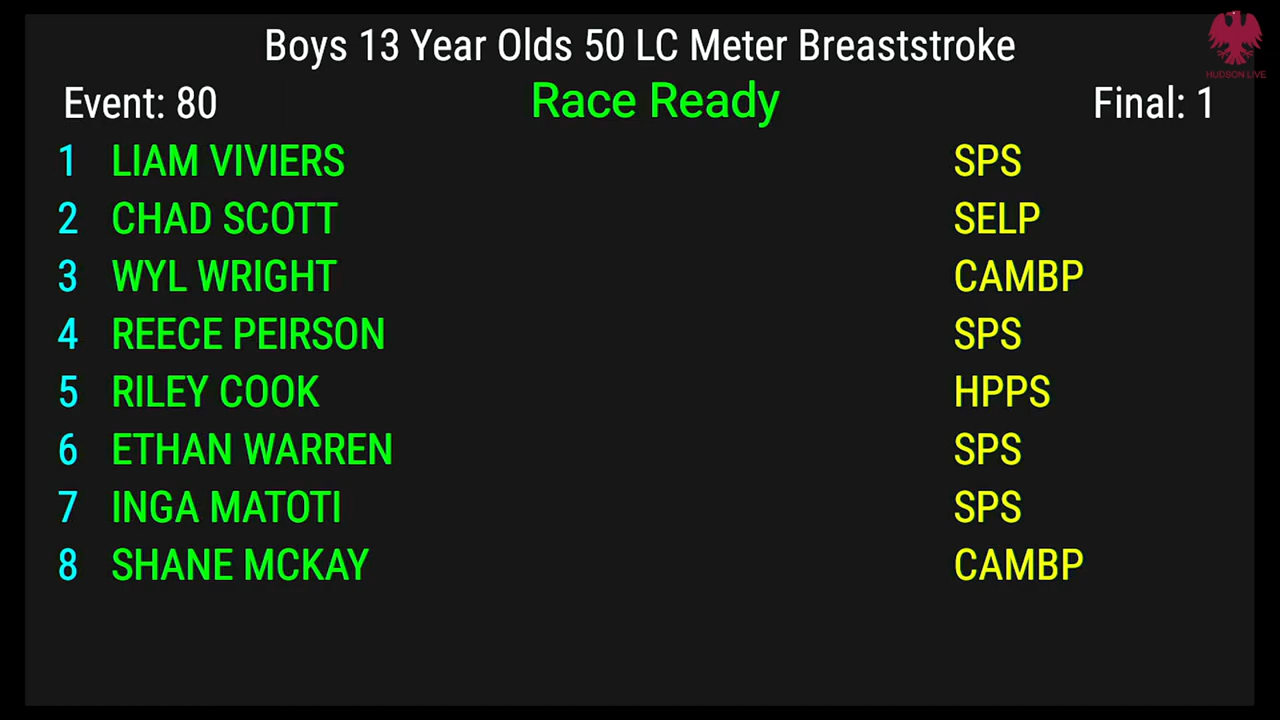 Boys 13 Year Olds 50 LC Meter Breaststroke
HUDSON LIVE
Event: 80 Race Ready Final: 1
1 LIAM VIVIERS SPS
2 CHAD SCOTT SELP
3 WYL WRIGHT CAMBP
4 REECE PEIRSON SPS
5 RILEY COOK HPPS
6 ETHAN WARREN SPS
7 INGA MATOTI SPS
8 SHANE MCKAY CAMBP